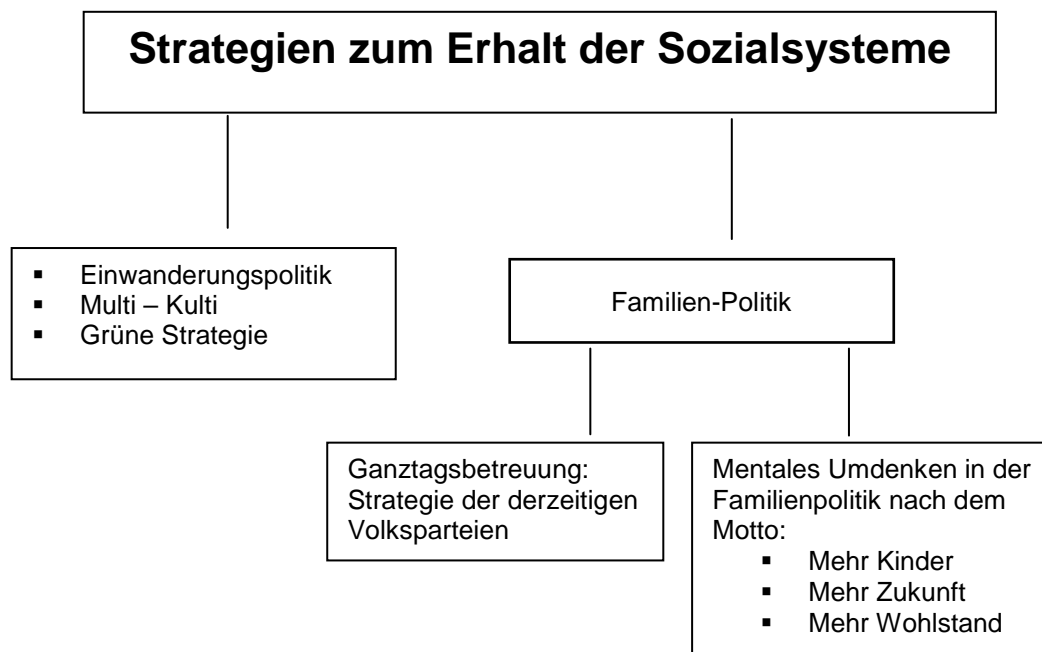 Strategien zum Erhalt der Sozialsysteme
▪ Einwanderungspolitik
▪ Multi – Kulti
▪ Grüne Strategie
Familien-Politik
Ganztagsbetreuung:
Strategie der derzeitigen
Volksparteien
Mentales Umdenken in der
Familienpolitik nach dem
Motto:
▪ Mehr Kinder
▪ Mehr Zukunft
▪ Mehr Wohlstand